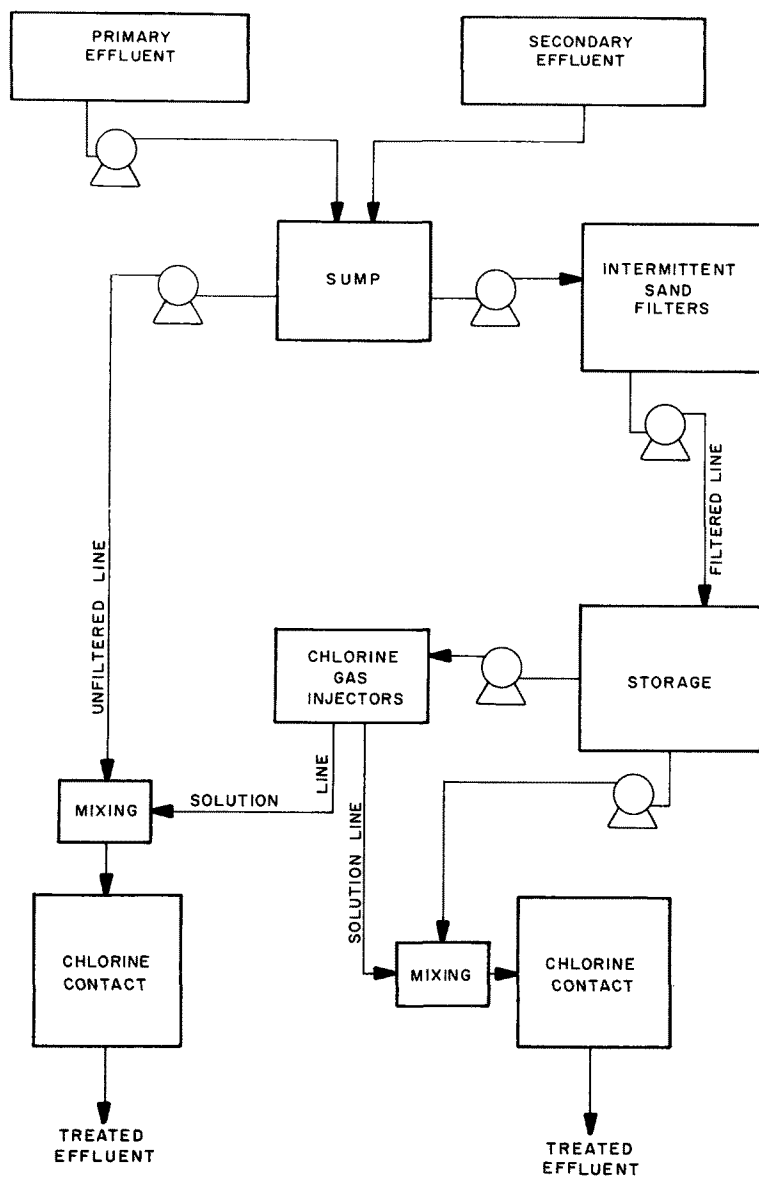 PRIMARY
EFFLUENT
SECONDARY
EFFLUENT
SUMP
INTERMITTENT
SAND
FILTERS
FILTERED LINE
UNFILTERED LINE
CHLORINE
GAS
INJECTORS
STORAGE
MIXING
SOLUTION
LINE
SOLUTION LINE
CHLORINE
CONTACT
MIXING
CHLORINE
CONTACT
TREATED
EFFLUENT
TREATED
EFFLUENT